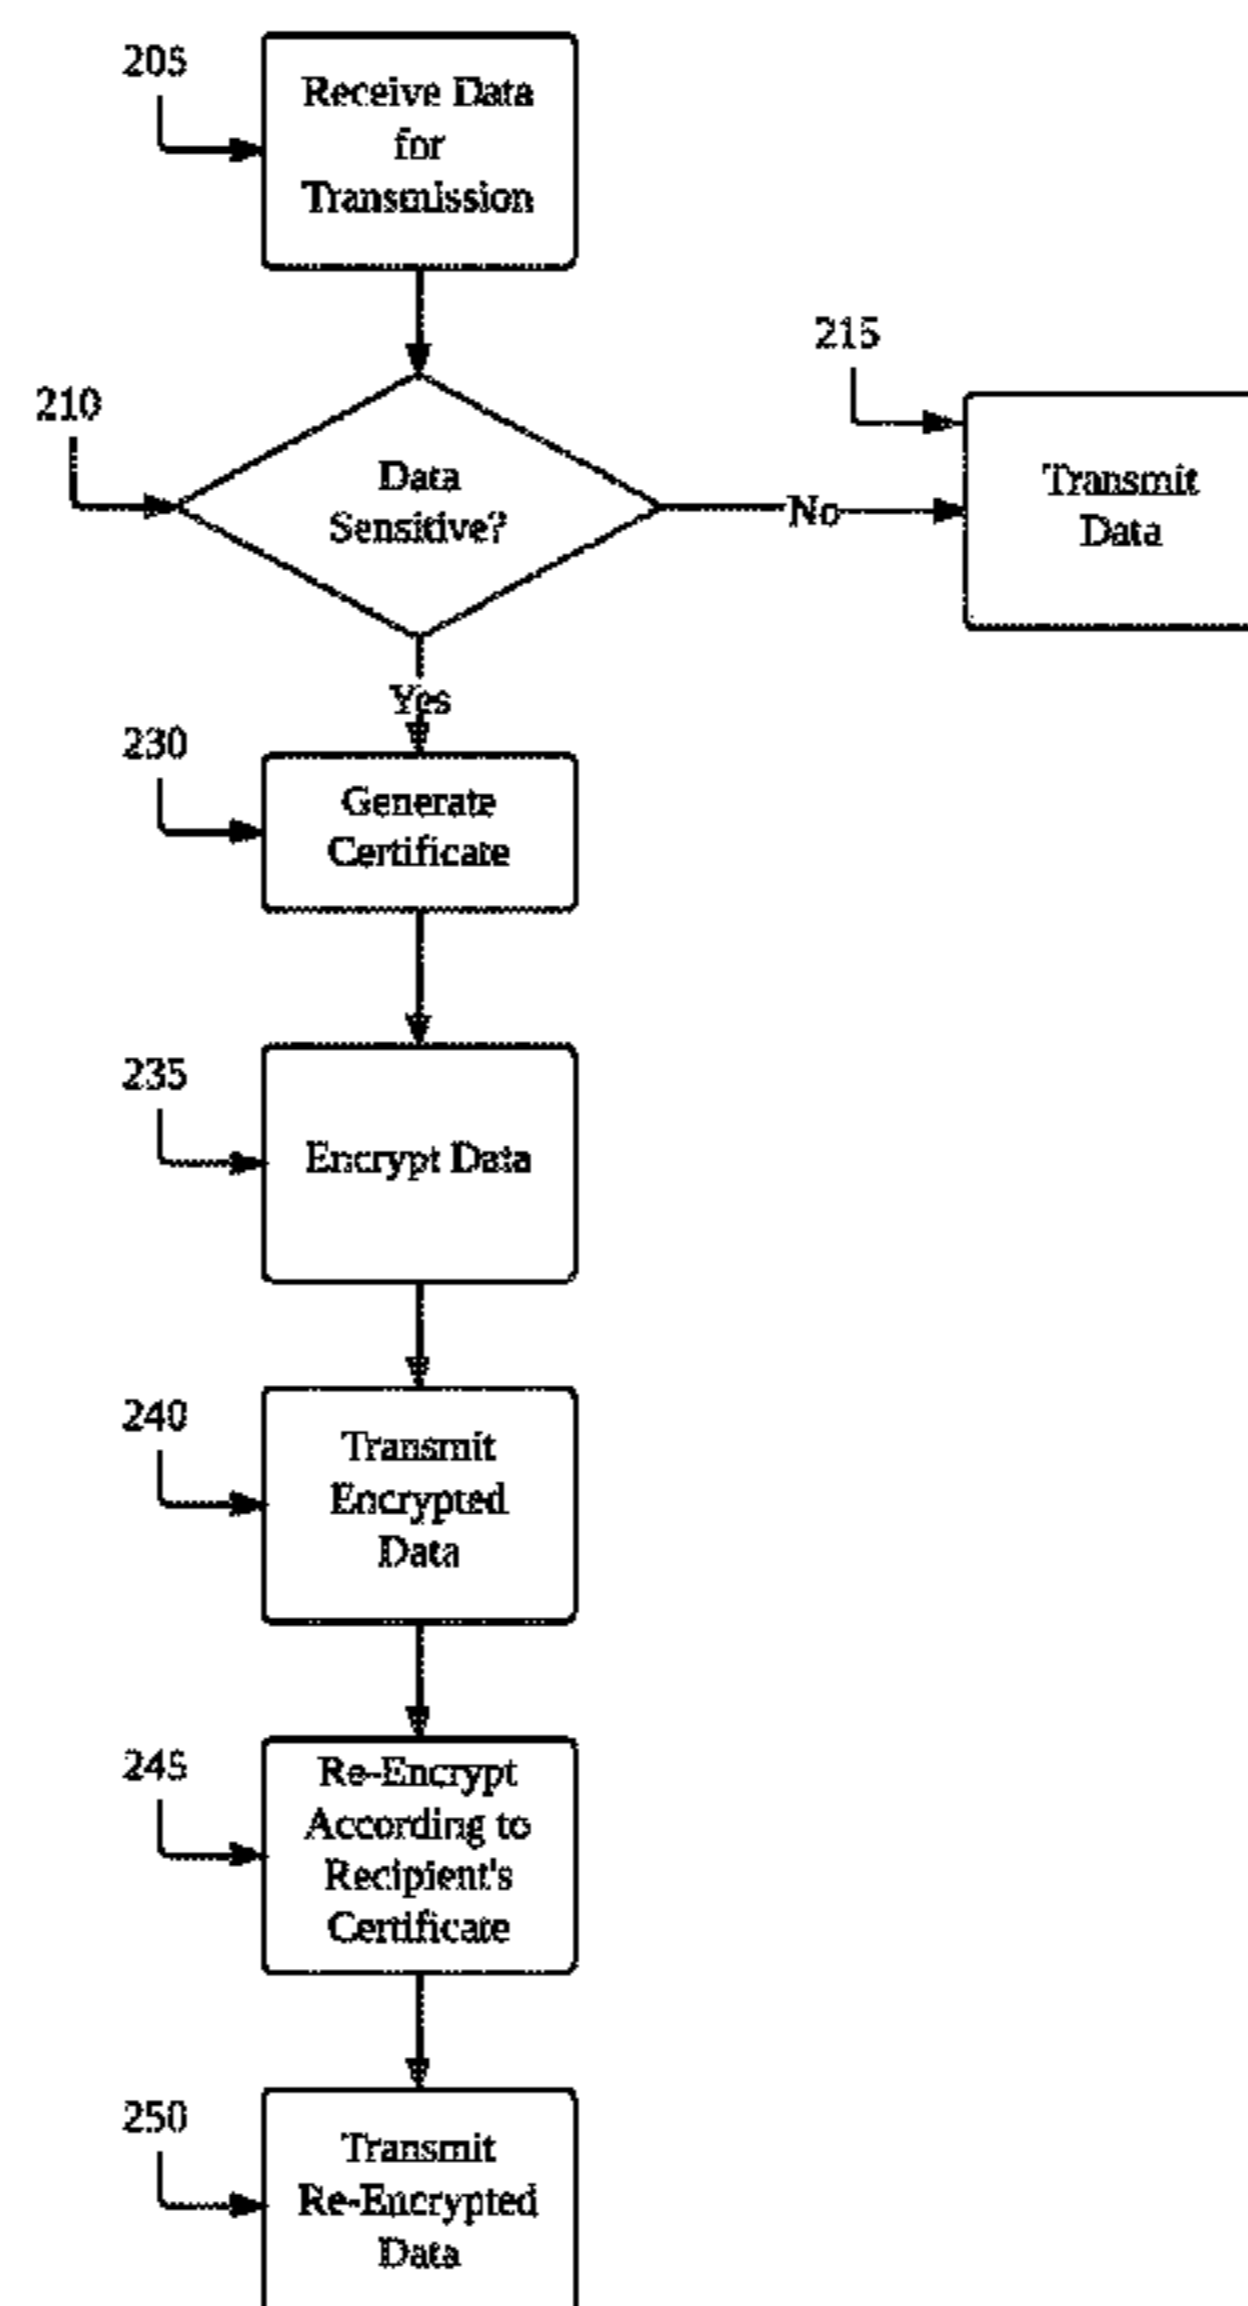 205
Receive Data
for
Transmission
215
210
Data
Sensitive?
No
Transmit
Data
Yes
230
Generate
Certificate
235
Encrypt Data
240
Transmit
Encrypted
Data
245
Re-Encrypt
According to
Recipient's
Certificate
250
Transmit
Re-Encrypted
Data